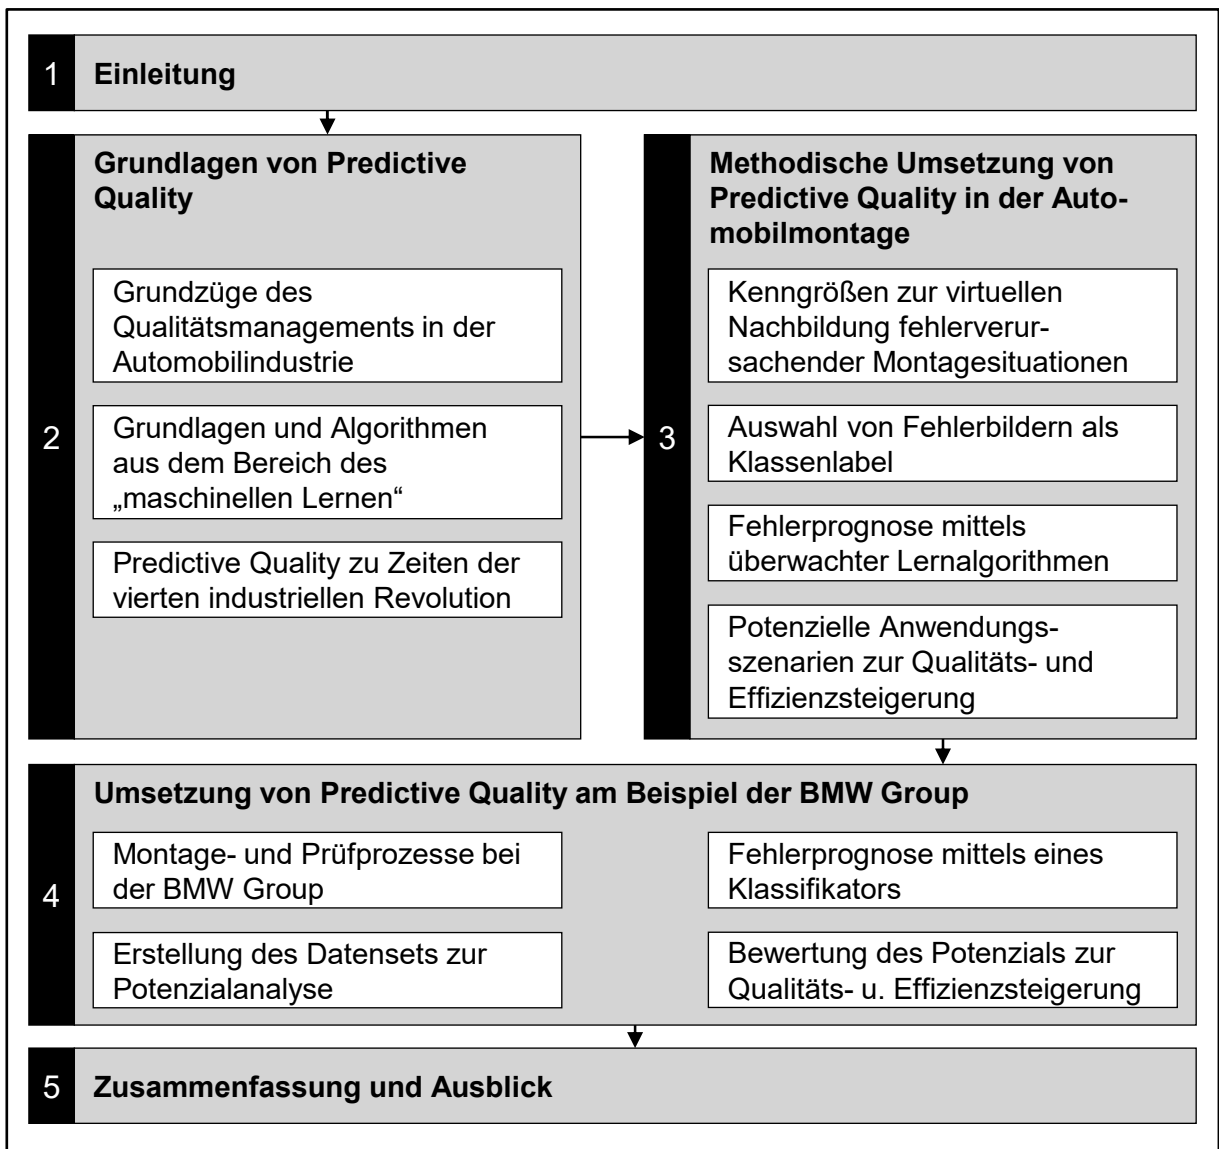 1 Einleitung
2
Grundlagen von Predictive
Quality
Grundzüge des
Qualitätsmanagements in der
Automobilindustrie
Grundlagen und Algorithmen
aus dem Bereich des
„maschinellen Lernen“
Predictive Quality zu Zeiten der
vierten industriellen Revolution
3
Methodische Umsetzung von
Predictive Quality in der Auto-
mobilmontage
Kenngrößen zur virtuellen
Nachbildung fehlerverur-
sachender Montagesituationen
Auswahl von Fehlerbildern als
Klassenlabel
Fehlerprognose mittels
überwachter Lernalgorithmen
Potenzielle Anwendungs-
szenarien zur Qualitäts- und
Effizienzsteigerung
4
Umsetzung von Predictive Quality am Beispiel der BMW Group
Montage- und Prüfprozesse bei
der BMW Group
Erstellung des Datensets zur
Potenzialanalyse
Fehlerprognose mittels eines
Klassifikators
Bewertung des Potenzials zur
Qualitäts- u. Effizienzsteigerung
5 Zusammenfassung und Ausblick